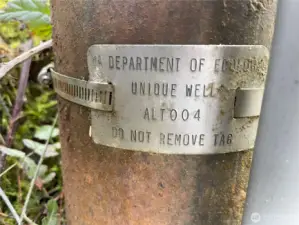 DEPARTMENT OF
UNIQUE WELL
ALT004
DO NOT REMOVE TAG